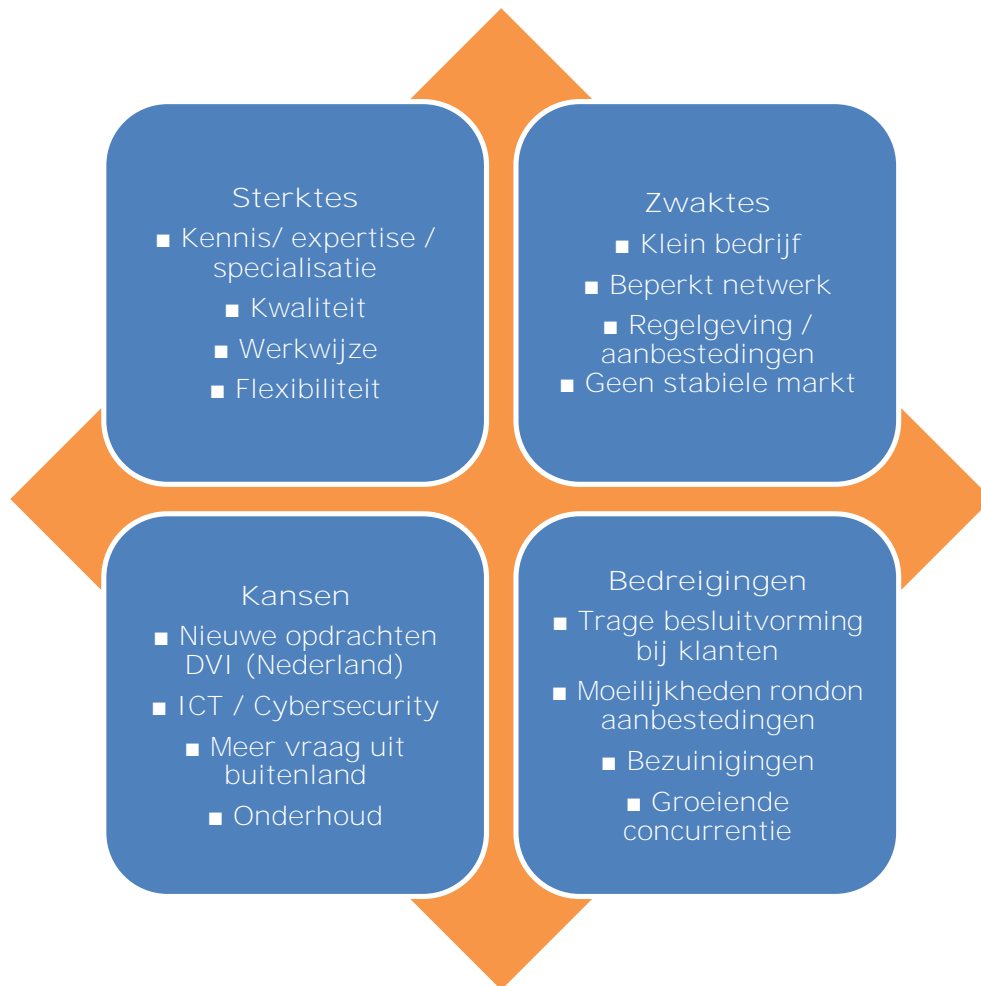 Sterktes
■ Kennis/ expertise /
specialisatie
■ Kwaliteit
■ Werkwijze
■ Flexibiliteit
Zwaktes
■ Klein bedrijf
■ Beperkt netwerk
■ Regelgeving /
aanbestedingen
■ Geen stabiele markt
Kansen
■ Nieuwe opdrachten
DVI (Nederland)
■ ICT / Cybersecurity
■ Meer vraag uit
buitenland
■ Onderhoud
Bedreigingen
■ Trage besluitvorming
bij klanten
■ Moeilijkheden rondon
aanbestedingen
■ Bezuinigingen
■ Groeiende
concurrentie